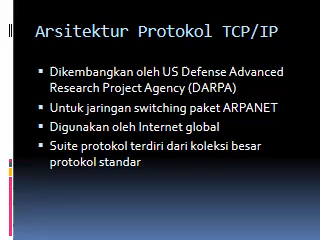 Arsitektur Protokol TCP/IP
Dikembangkan oleh US Defense Advanced
Research Project Agency (DARPA)
Untuk jaringan switching paket ARPANET
Digunakan oleh Internet global
Suite protokol terdiri dari koleksi besar
protokol standar